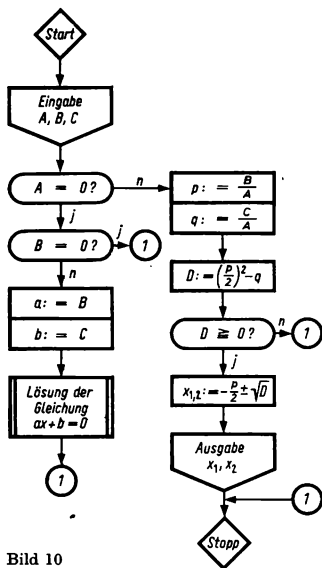 Start
Eingabe
A, B, C
A = 0?
j
n
B = 0?
j
1
n
a: = B
b: = C
Lösung der
Gleichung
ax + b = 0
1
p: = B/A
q: = C/A
D: = (p/2)² - q
D ≧ 0?
n
1
j
x₁,₂: = -p/2 ± √D
Ausgabe
x₁, x₂
1
Stopp
Bild 10